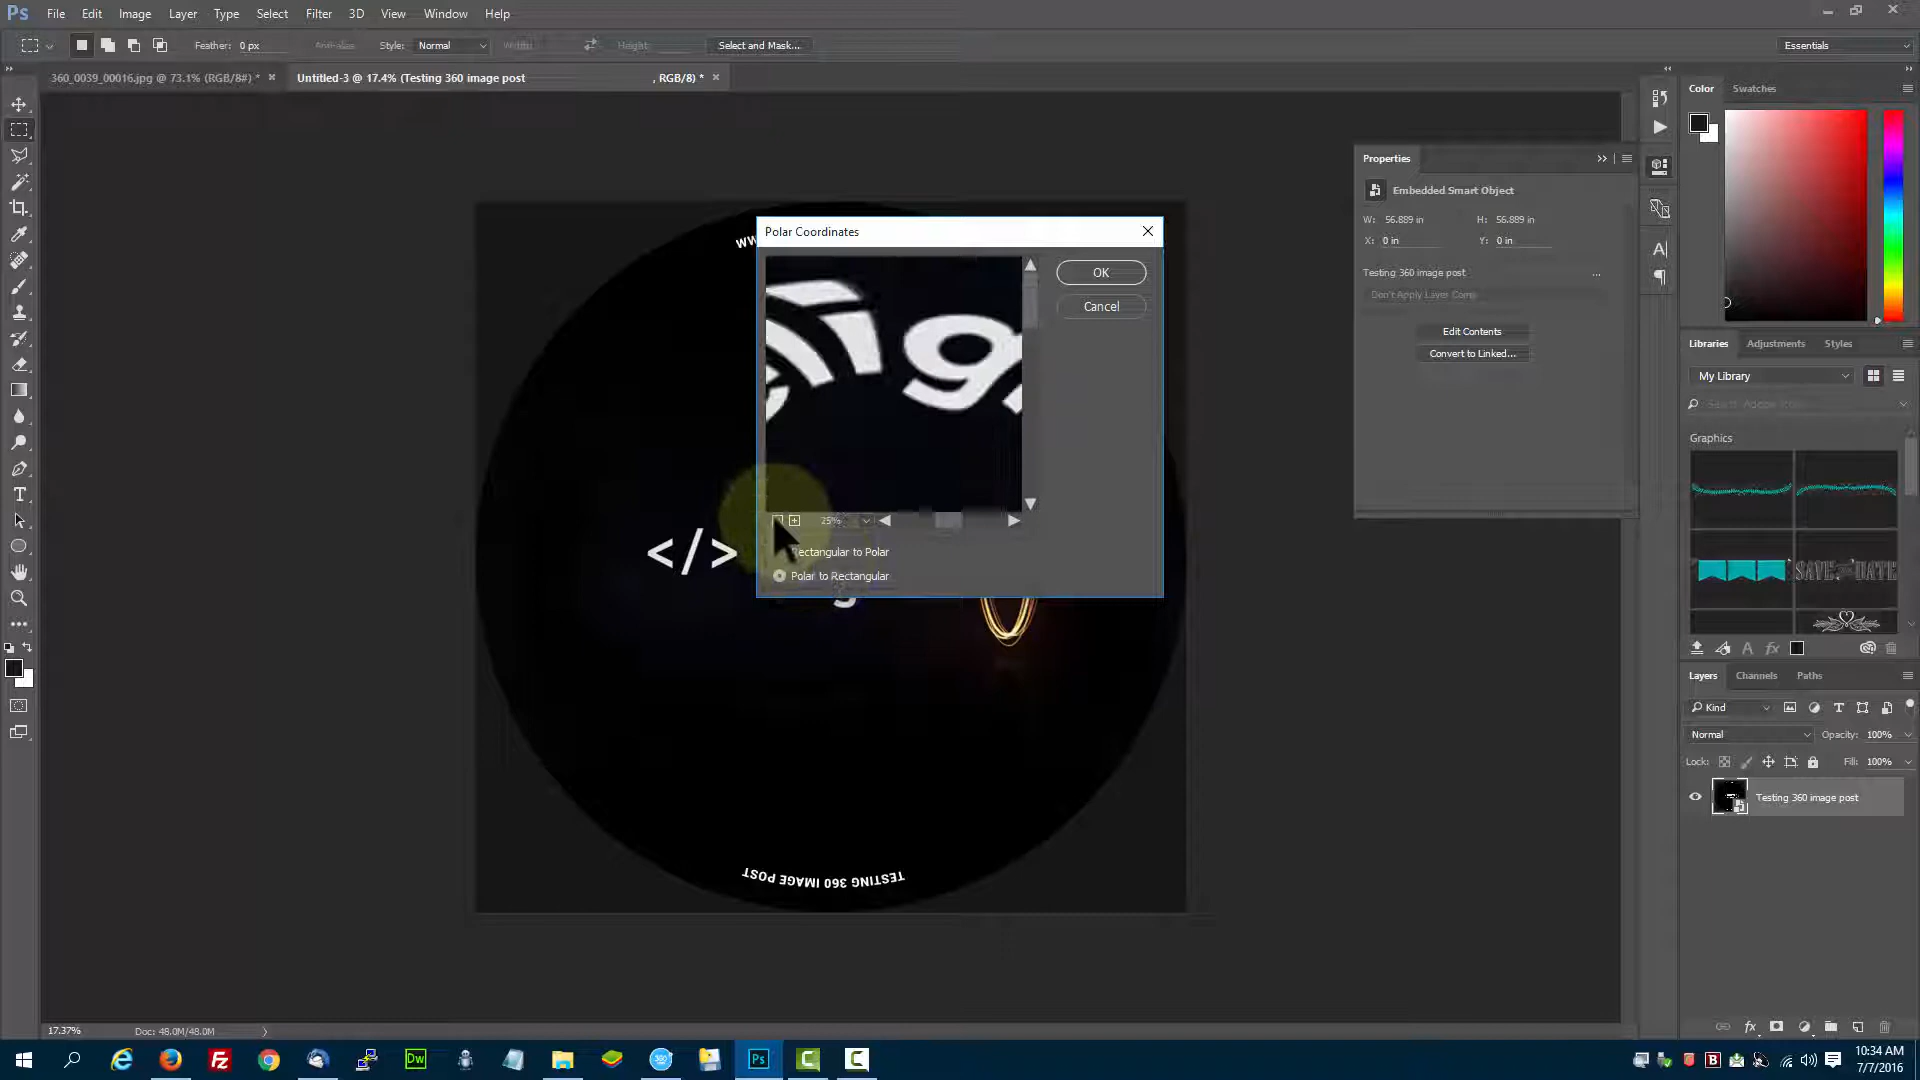 Ps File Edit Image Layer Type Select Filter 3D View Window Help
Feather: 0 px Anti-alias Style: Normal Width: Height: Select and Mask... Essentials
360_0039_00016.jpg @ 73.1% (RGB/8#) * × Untitled-3 @ 17.4% (Testing 360 image post , RGB/8) * ×
Color Swatches
Properties
Embedded Smart Object
W: 56.889 in H: 56.889 in
X: 0 in Y: 0 in
Testing 360 image post ...
Don't Apply Layer Comp
Edit Contents
Convert to Linked...
Polar Coordinates
OK
Cancel
25%
Rectangular to Polar
Polar to Rectangular
</>
TESTING 360 IMAGE POST
Libraries Adjustments Styles
My Library
Graphics
SAVE THE DATE
Layers Channels Paths
Kind
Normal Opacity: 100%
Lock: Fill: 100%
Testing 360 image post
17.37% Doc: 48.0M/48.0M
10:34 AM
7/7/2016